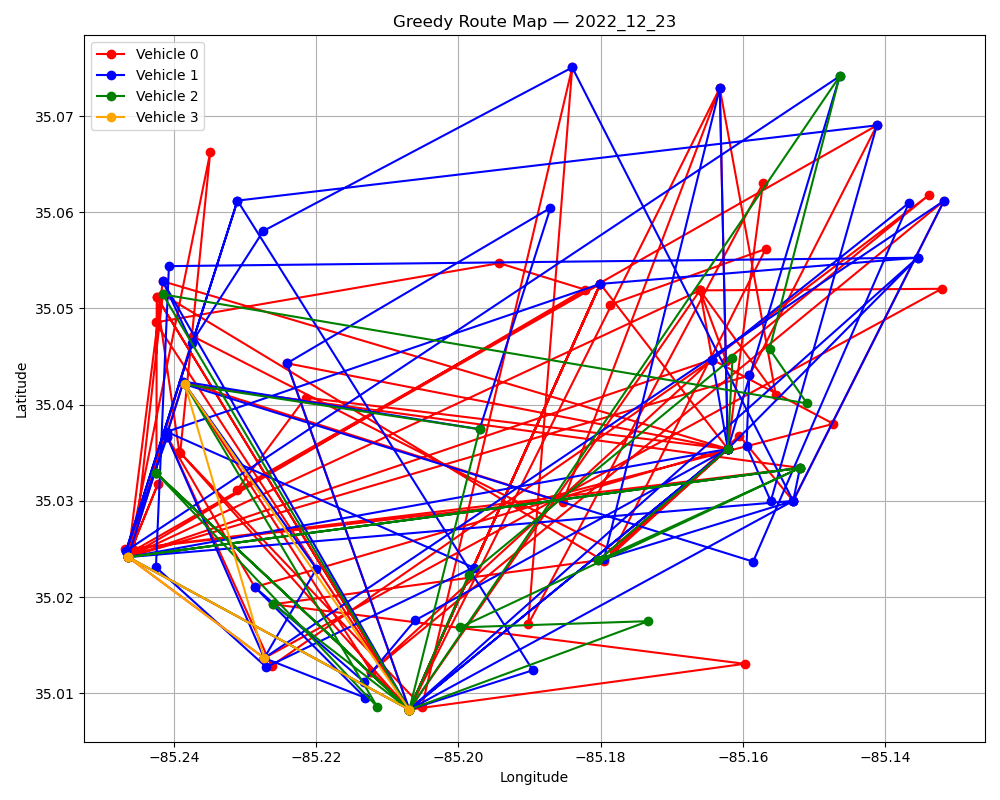 Greedy Route Map — 2022_12_23
Vehicle 0
Vehicle 1
Vehicle 2
Vehicle 3
35.07
35.06
35.05
35.04
35.03
35.02
35.01
Latitude
−85.24
−85.22
−85.20
−85.18
−85.16
−85.14
Longitude